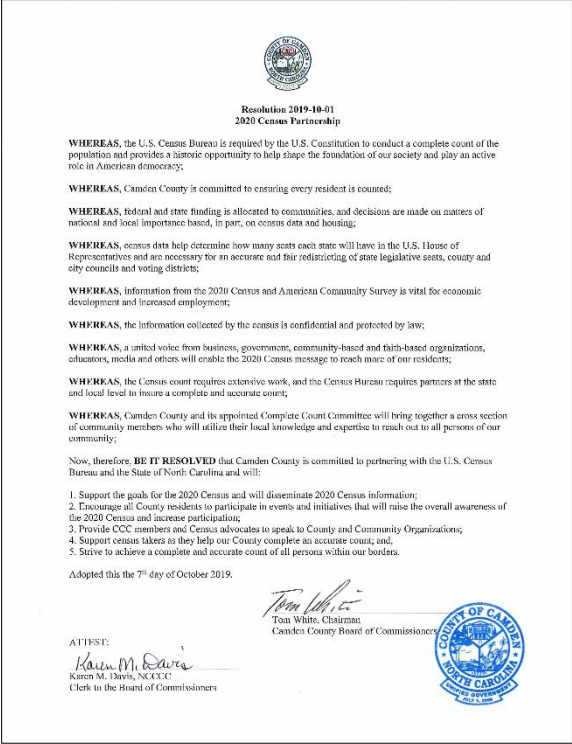 COUNTY OF CAMDEN
NORTH CAROLINA
Resolution 2019-10-01
2020 Census Partnership
WHEREAS, the U.S. Census Bureau is required by the U.S. Constitution to conduct a complete count of the
population and provides a historic opportunity to help shape the foundation of our society and play an active
role in American democracy;
WHEREAS, Camden County is committed to ensuring every resident is counted;
WHEREAS, federal and state funding is allocated to communities, and decisions are made on matters of
national and local importance based, in part, on census data and housing;
WHEREAS, census data help determine how many seats each state will have in the U.S. House of
Representatives and are necessary for an accurate and fair redistricting of state legislative seats, county and
city councils and voting districts;
WHEREAS, information from the 2020 Census and American Community Survey is vital for economic
development and increased employment;
WHEREAS, the information collected by the census is confidential and protected by law;
WHEREAS, a united voice from business, government, community-based and faith-based organizations,
educators, media and others will enable the 2020 Census message to reach more of our residents;
WHEREAS, the Census count requires extensive work, and the Census Bureau requires partners at the state
and local level to insure a complete and accurate count;
WHEREAS, Camden County and its appointed Complete Count Committee will bring together a cross section
of community members who will utilize their local knowledge and expertise to reach out to all persons of our
community;
Now, therefore, BE IT RESOLVED that Camden County is committed to partnering with the U.S. Census
Bureau and the State of North Carolina and will:
1. Support the goals for the 2020 Census and will disseminate 2020 Census information;
2. Encourage all County residents to participate in events and initiatives that will raise the overall awareness of
the 2020 Census and increase participation;
3. Provide CCC members and Census advocates to speak to County and Community Organizations;
4. Support census takers as they help our County complete an accurate count; and,
5. Strive to achieve a complete and accurate count of all persons within our borders.
Adopted this the 7th day of October 2019.
Tom White
Tom White, Chairman
Camden County Board of Commissioners
ATTEST:
Karen M. Davis
Karen M. Davis, NCCCC
Clerk to the Board of Commissioners
COUNTY OF CAMDEN
NORTH CAROLINA
UNIFIED GOVERNMENT